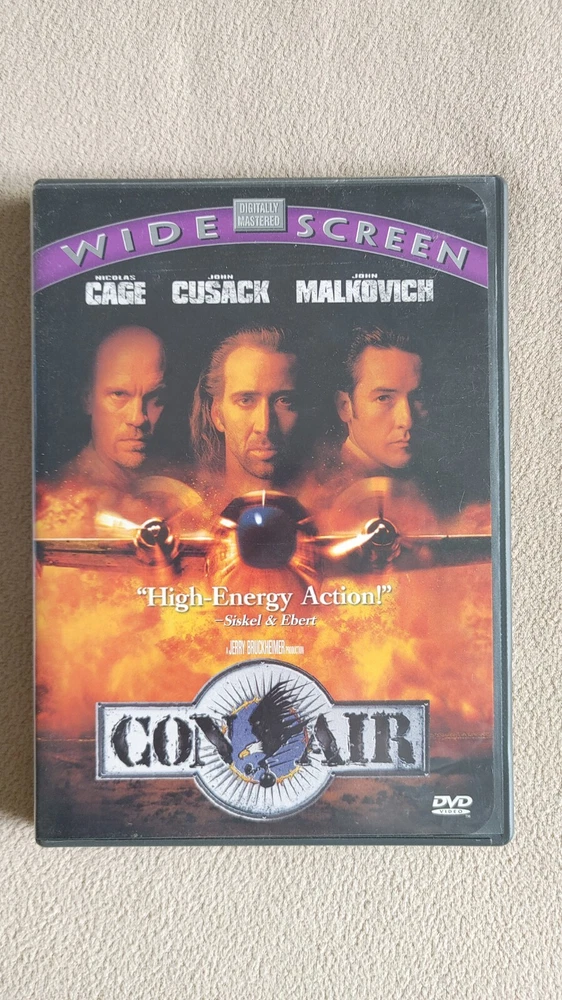 DIGITALLY
MASTERED
WIDE SCREEN
NICOLAS CAGE JOHN CUSACK JOHN MALKOVICH
"High-Energy Action!"
–Siskel & Ebert
A JERRY BRUCKHEIMER PRODUCTION
CON AIR
DVD
VIDEO